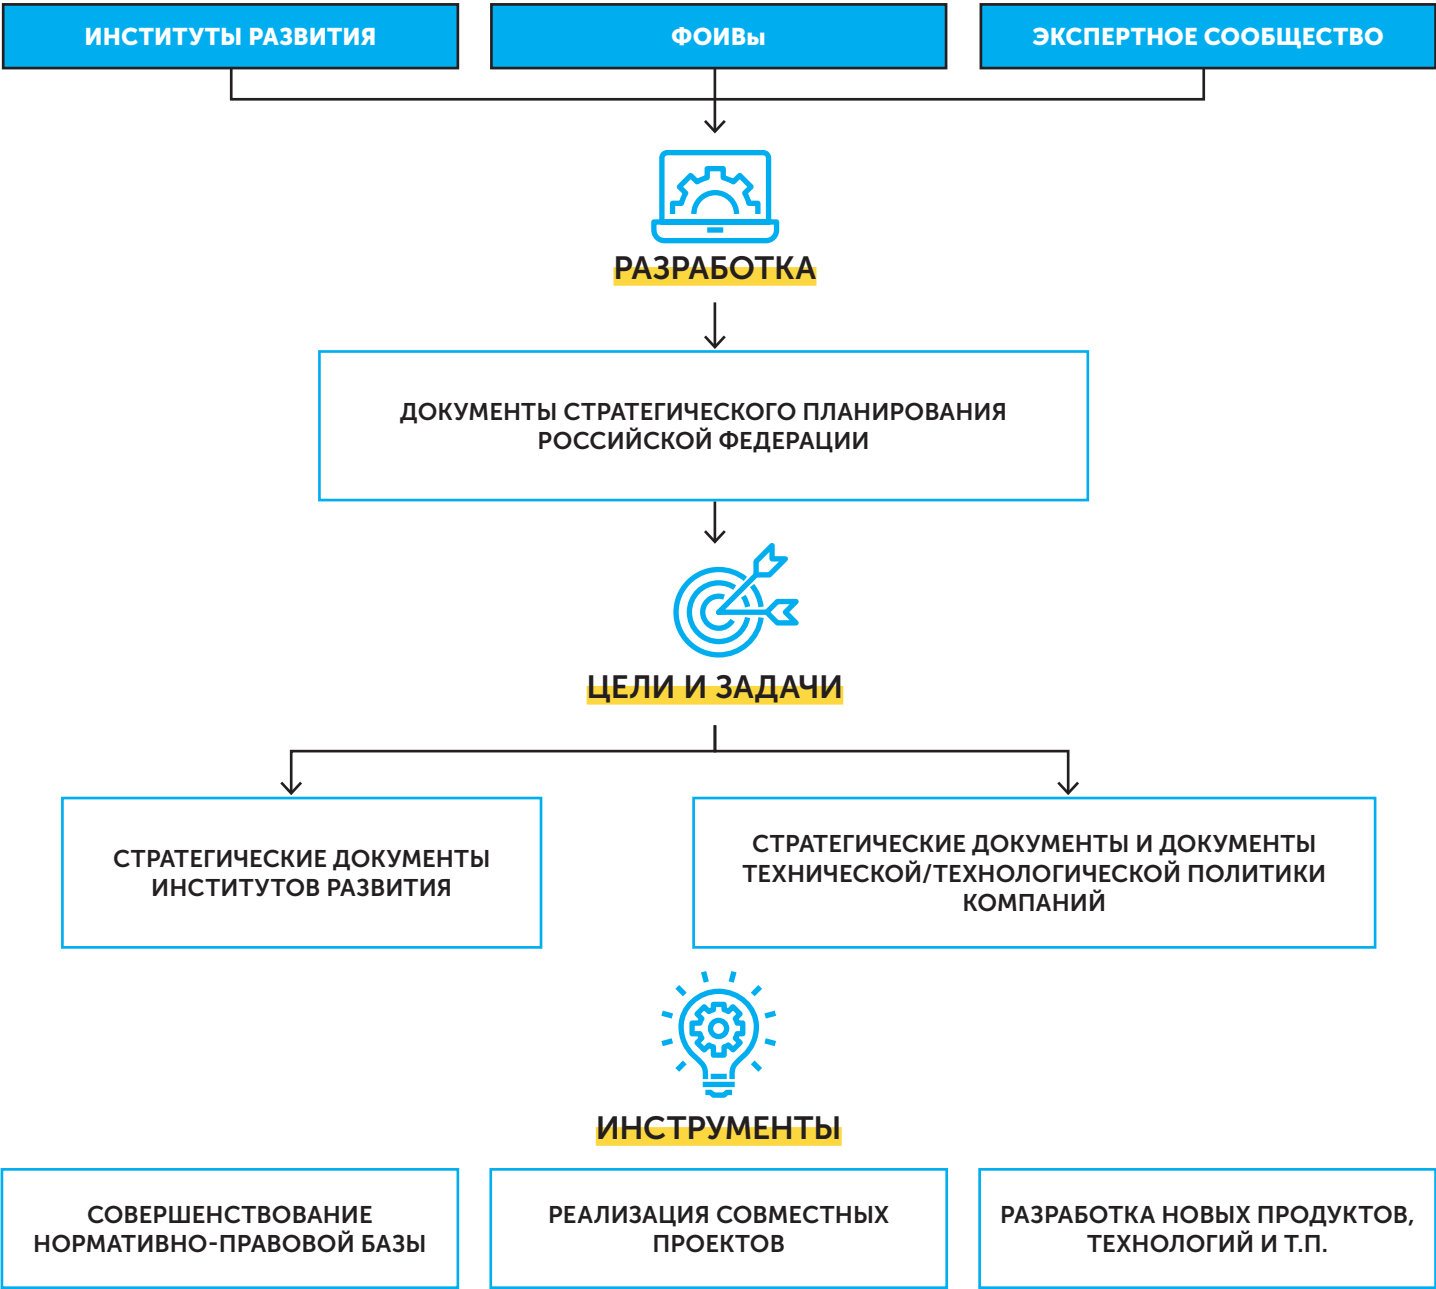 ИНСТИТУТЫ РАЗВИТИЯ
ФОИВы
ЭКСПЕРТНОЕ СООБЩЕСТВО
РАЗРАБОТКА
ДОКУМЕНТЫ СТРАТЕГИЧЕСКОГО ПЛАНИРОВАНИЯ
РОССИЙСКОЙ ФЕДЕРАЦИИ
ЦЕЛИ И ЗАДАЧИ
СТРАТЕГИЧЕСКИЕ ДОКУМЕНТЫ
ИНСТИТУТОВ РАЗВИТИЯ
СТРАТЕГИЧЕСКИЕ ДОКУМЕНТЫ И ДОКУМЕНТЫ
ТЕХНИЧЕСКОЙ/ТЕХНОЛОГИЧЕСКОЙ ПОЛИТИКИ
КОМПАНИЙ
ИНСТРУМЕНТЫ
СОВЕРШЕНСТВОВАНИЕ
НОРМАТИВНО-ПРАВОВОЙ БАЗЫ
РЕАЛИЗАЦИЯ СОВМЕСТНЫХ
ПРОЕКТОВ
РАЗРАБОТКА НОВЫХ ПРОДУКТОВ,
ТЕХНОЛОГИЙ И Т.П.